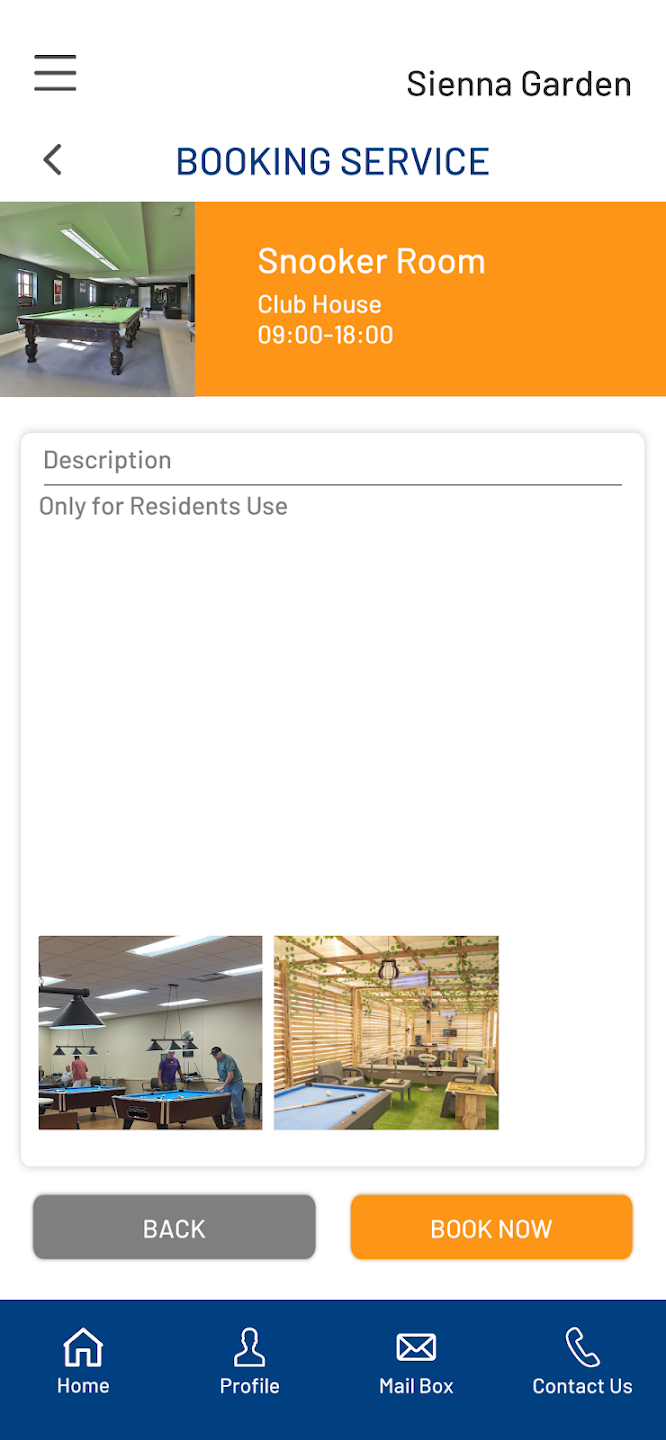 Sienna Garden
BOOKING SERVICE
Snooker Room
Club House
09:00-18:00
Description
Only for Residents Use
BACK
BOOK NOW
Home
Profile
Mail Box
Contact Us